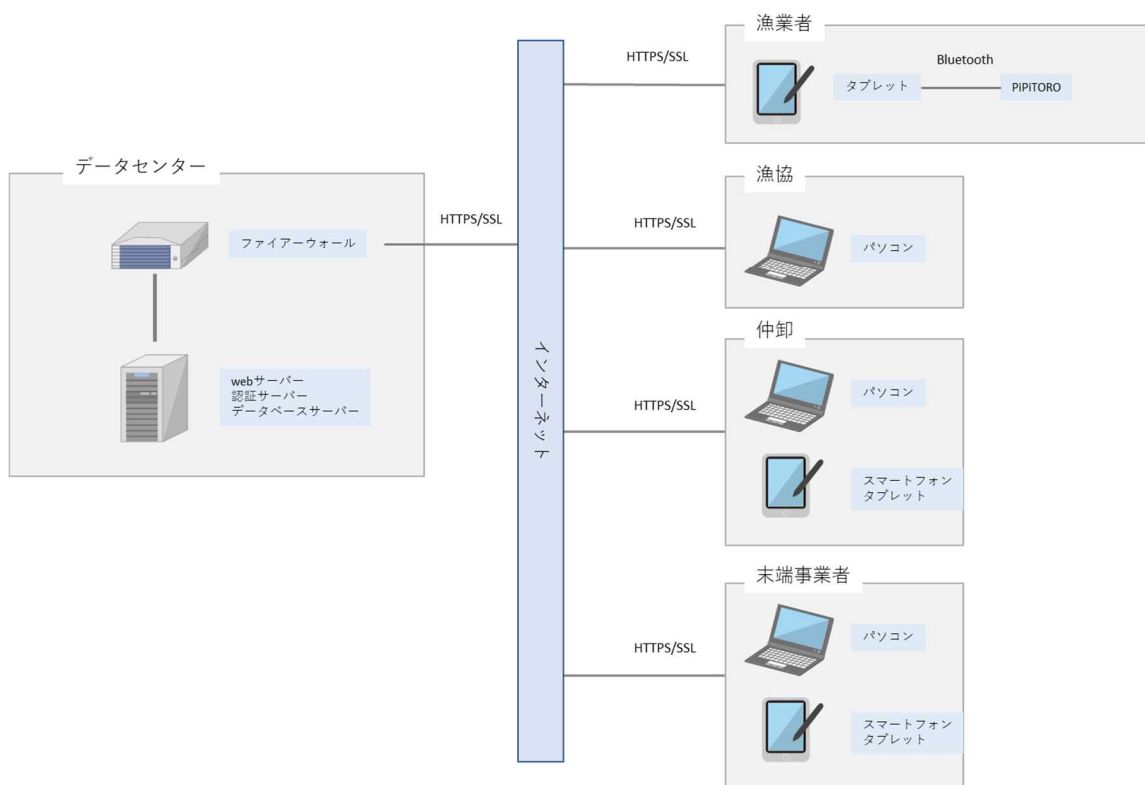 データセンター
ファイアーウォール
webサーバー
認証サーバー
データベースサーバー
HTTPS/SSL
インターネット
HTTPS/SSL
漁業者
タブレット
Bluetooth
PiPiTORO
HTTPS/SSL
漁協
パソコン
HTTPS/SSL
仲卸
パソコン
スマートフォン
タブレット
HTTPS/SSL
末端事業者
パソコン
スマートフォン
タブレット